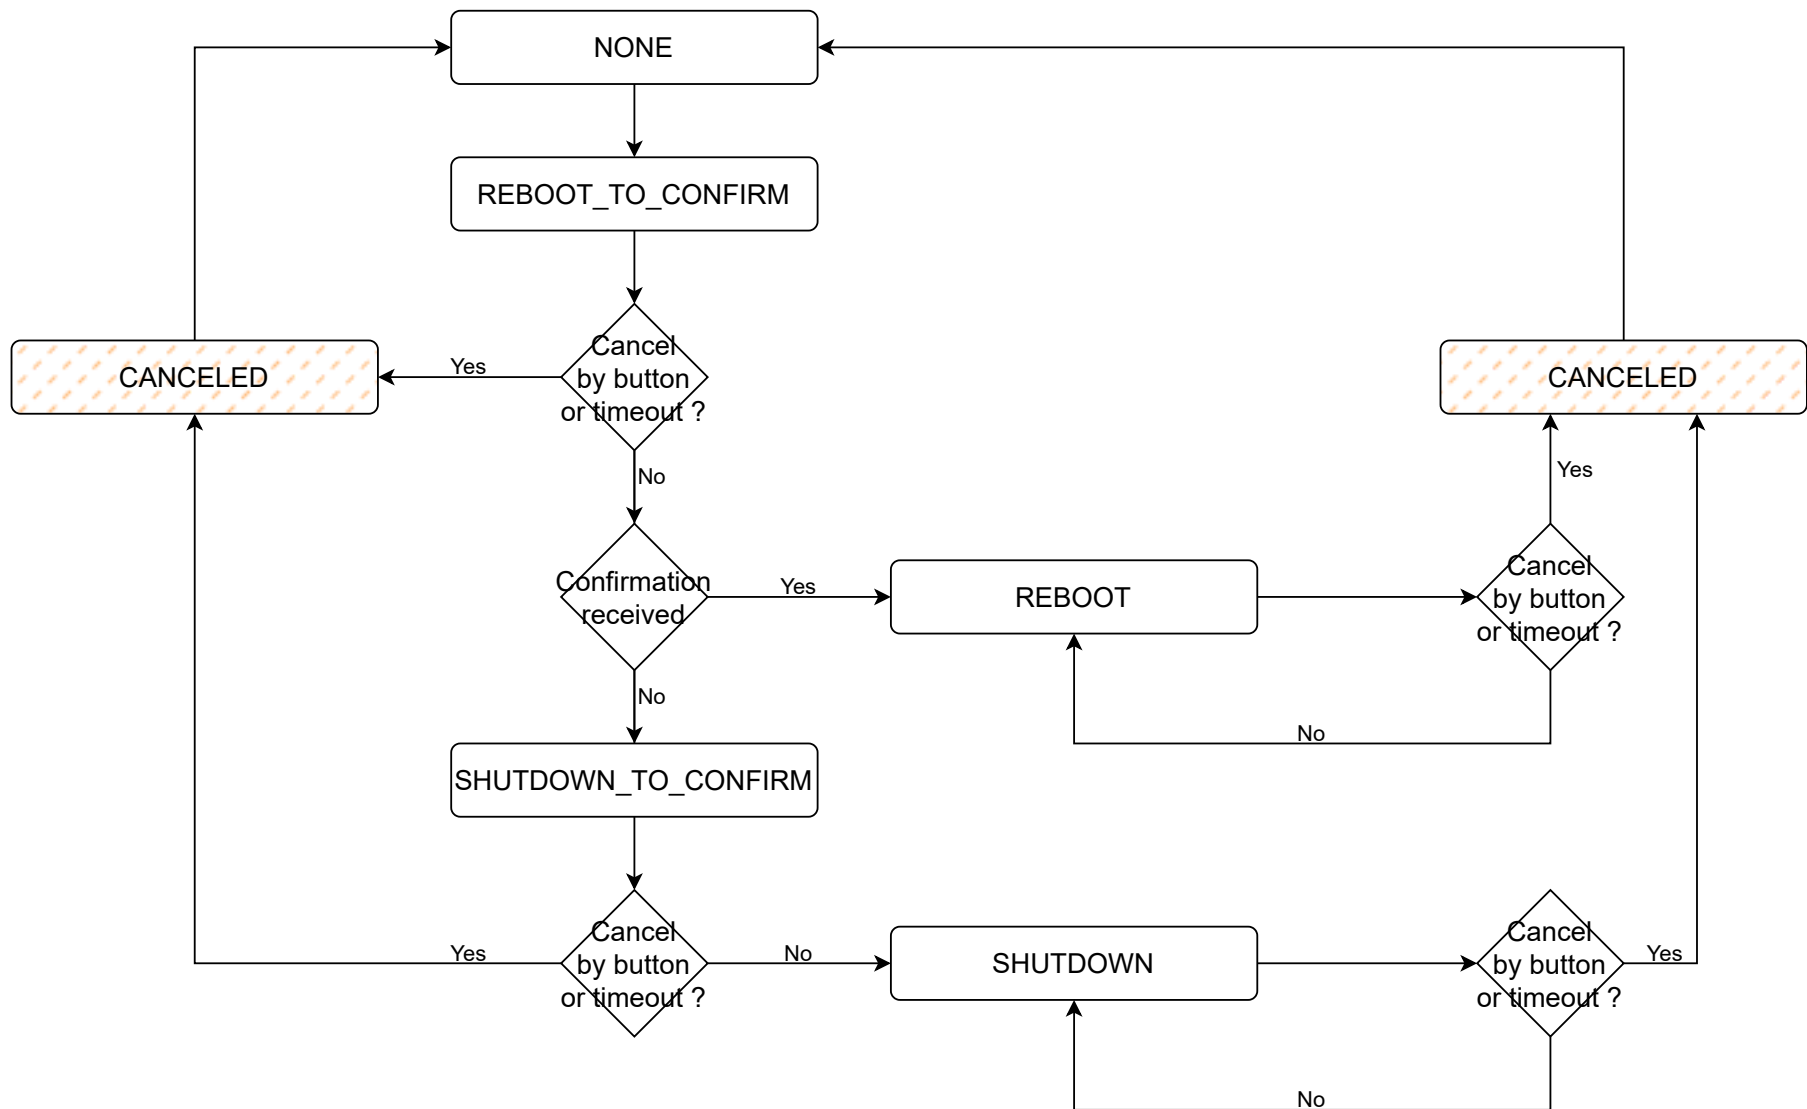 NONE
REBOOT_TO_CONFIRM
Cancel
by button
or timeout ?
Yes
CANCELED
CANCELED
No
Yes
Confirmation
received
Yes
REBOOT
Cancel
by button
or timeout ?
No
No
SHUTDOWN_TO_CONFIRM
Cancel
by button
or timeout ?
Yes
No
SHUTDOWN
Cancel
by button
or timeout ?
Yes
No